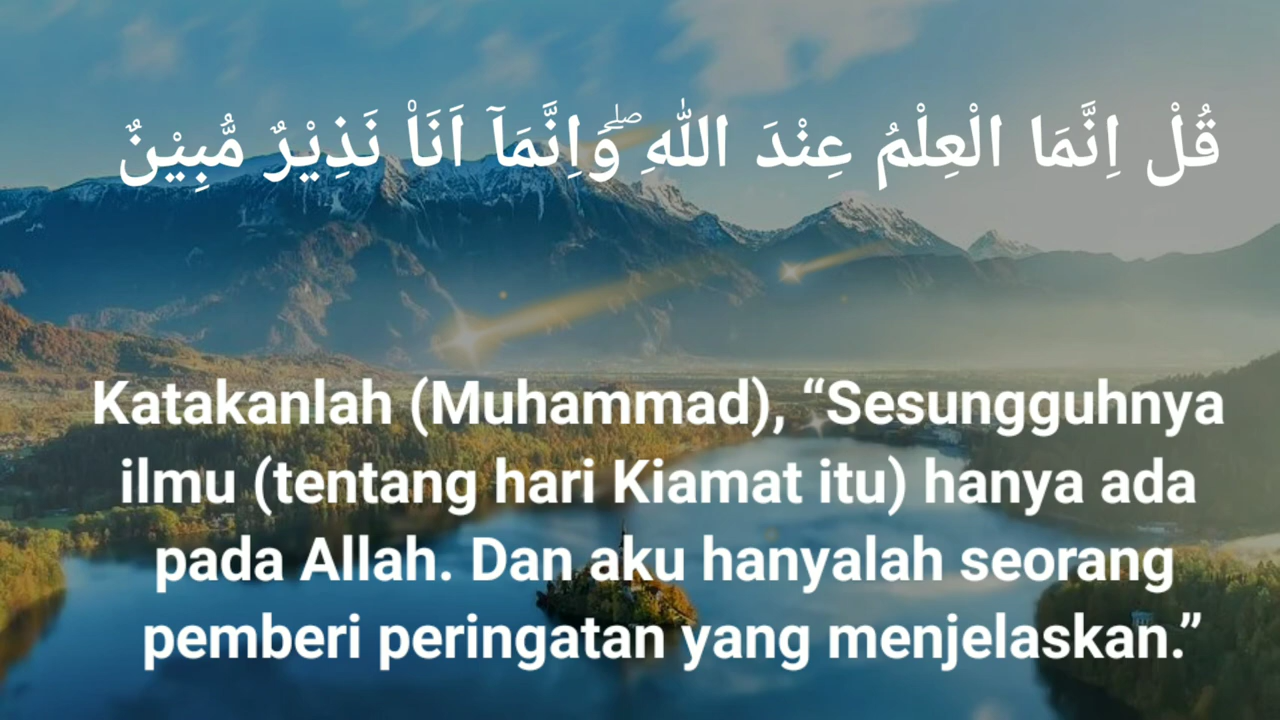 قُلْ اِنَّمَا الْعِلْمُ عِنْدَ اللّٰهِ ۖوَاِنَّمَآ اَنَا۠ نَذِيْرٌ مُّبِيْنٌ
Katakanlah (Muhammad), “Sesungguhnya
ilmu (tentang hari Kiamat itu) hanya ada
pada Allah. Dan aku hanyalah seorang
pemberi peringatan yang menjelaskan.”